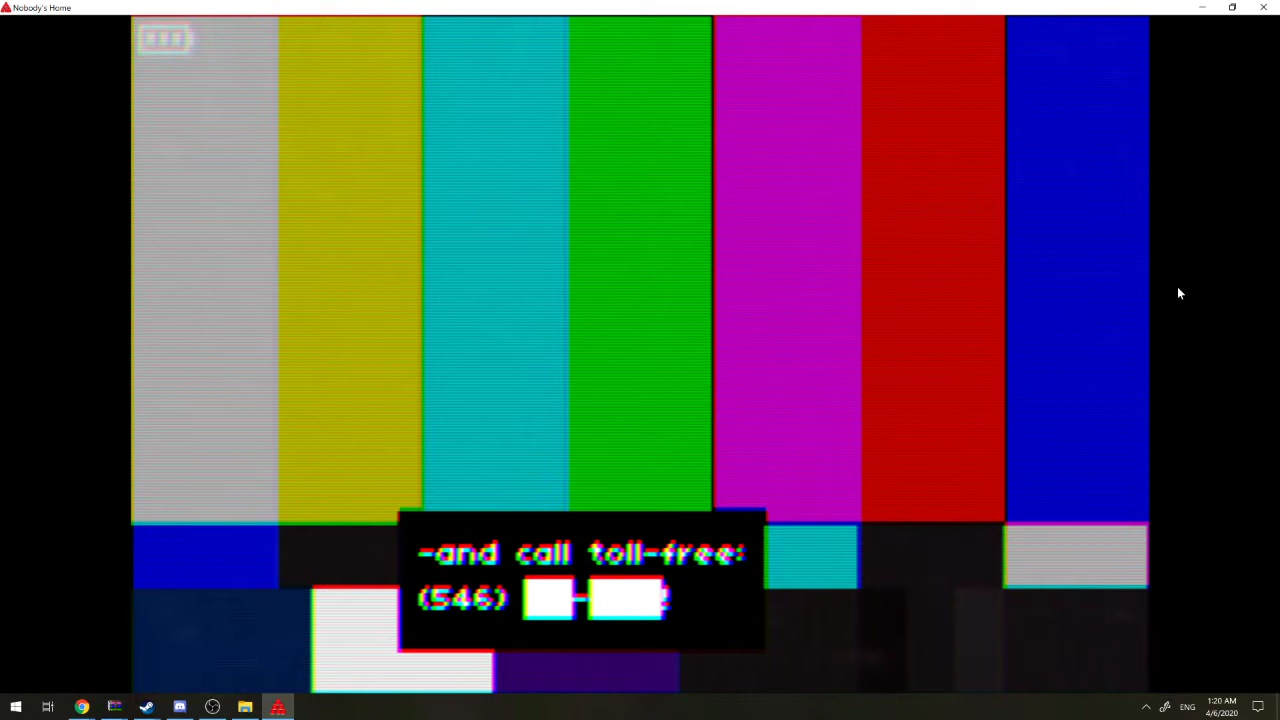 Nobody's Home
-and call toll-free:
(546) - !
ENG
1:20 AM
4/6/2020